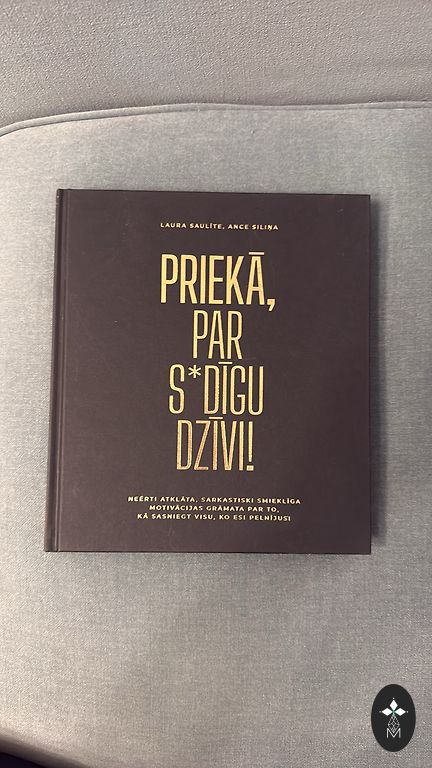 LAURA SAULĪTE, ANCE SILIŅA
PRIEKĀ,
PAR
S*DĪGU
DZĪVI!
NEĒRTI ATKLĀTA, SARKASTISKI SMIEKLĪGA
MOTIVĀCIJAS GRĀMATA PAR TO,
KĀ SASNIEGT VISU, KO ESI PELNĪJUSI
M